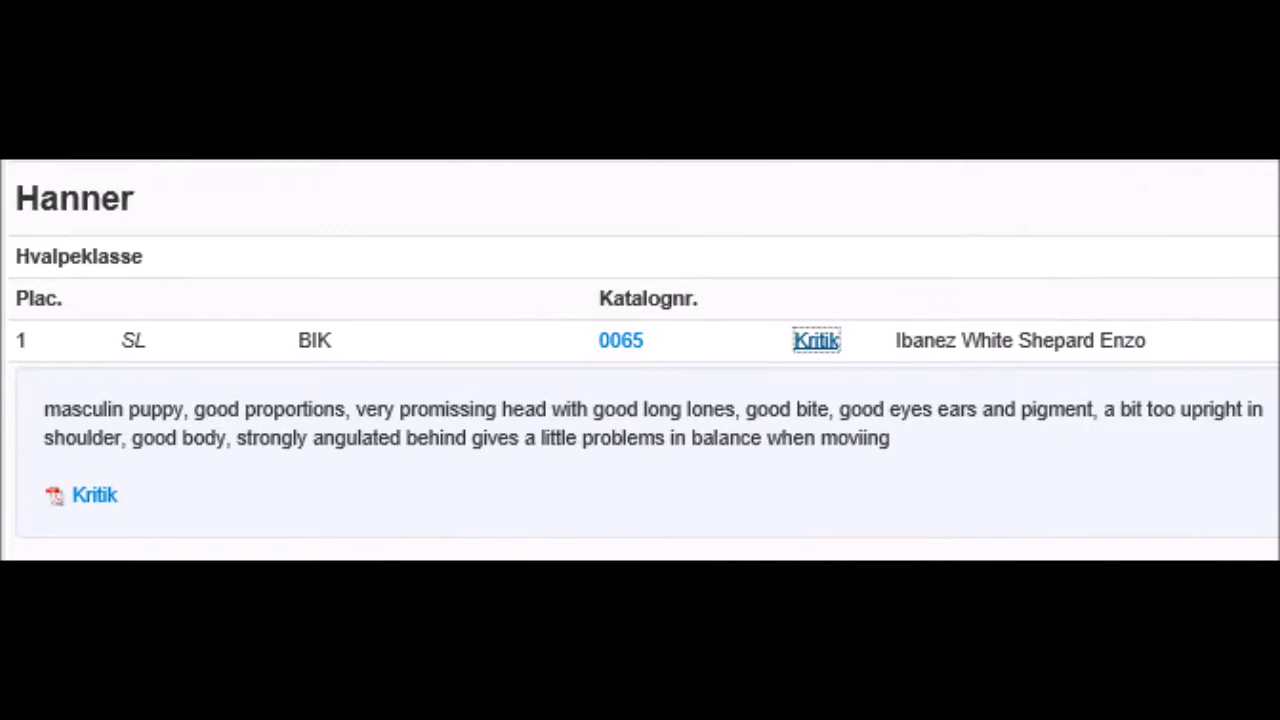 Hanner
Hvalpeklasse
Plac. Katalognr.
1 SL BIK 0065 Kritik Ibanez White Shepard Enzo
masculin puppy, good proportions, very promissing head with good long lones, good bite, good eyes ears and pigment, a bit too upright in
shoulder, good body, strongly angulated behind gives a little problems in balance when moviing
Kritik